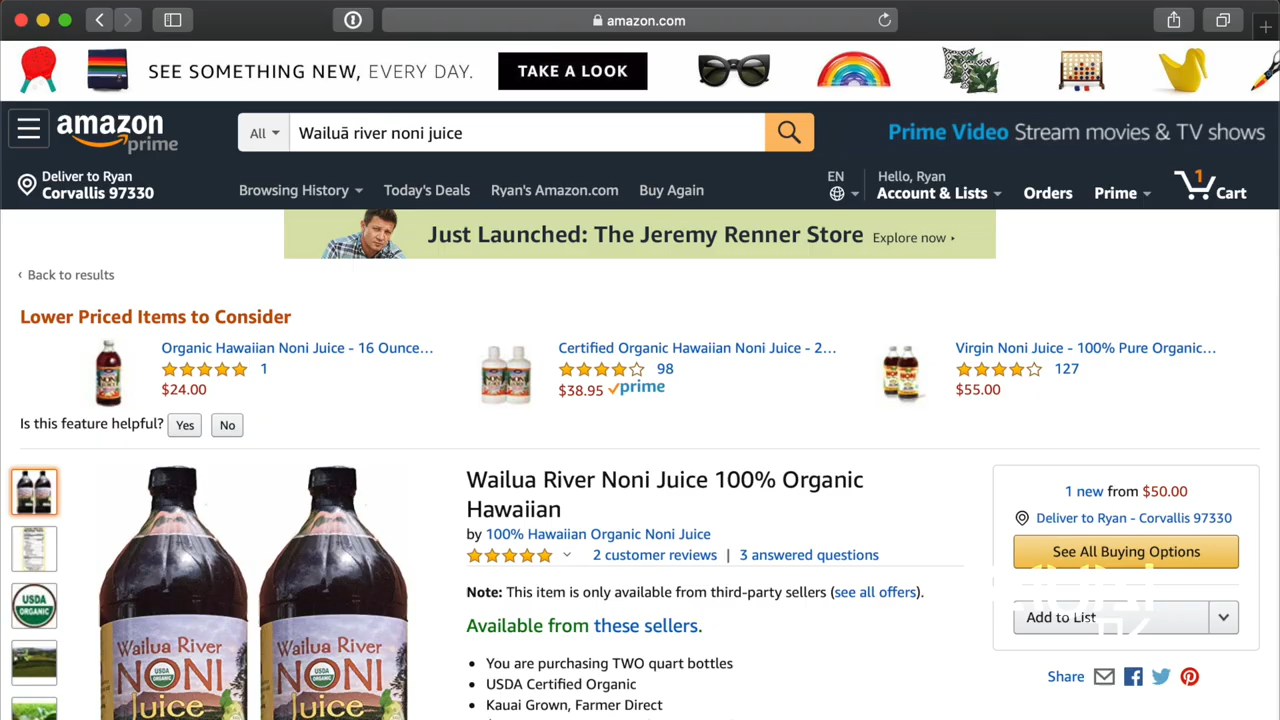 amazon.com
SEE SOMETHING NEW, EVERY DAY.
TAKE A LOOK
amazon
prime
All
Wailuā river noni juice
Prime Video Stream movies & TV shows
Deliver to Ryan
Corvallis 97330
Browsing History
Today's Deals
Ryan's Amazon.com
Buy Again
EN
Hello, Ryan
Account & Lists
Orders
Prime
1
Cart
Just Launched: The Jeremy Renner Store Explore now
‹ Back to results
Lower Priced Items to Consider
Organic Hawaiian Noni Juice - 16 Ounce…
1
$24.00
Certified Organic Hawaiian Noni Juice - 2…
98
$38.95 prime
Virgin Noni Juice - 100% Pure Organic…
127
$55.00
Is this feature helpful? Yes No
Wailua River Noni Juice 100% Organic
Hawaiian
by 100% Hawaiian Organic Noni Juice
2 customer reviews | 3 answered questions
Note: This item is only available from third-party sellers (see all offers).
Available from these sellers.
• You are purchasing TWO quart bottles
• USDA Certified Organic
• Kauai Grown, Farmer Direct
1 new from $50.00
Deliver to Ryan - Corvallis 97330
See All Buying Options
Add to List
Share
USDA
ORGANIC
Wailua River
NONI
USDA
ORGANIC
Juice
Wailua River
NONI
USDA
ORGANIC
Juice